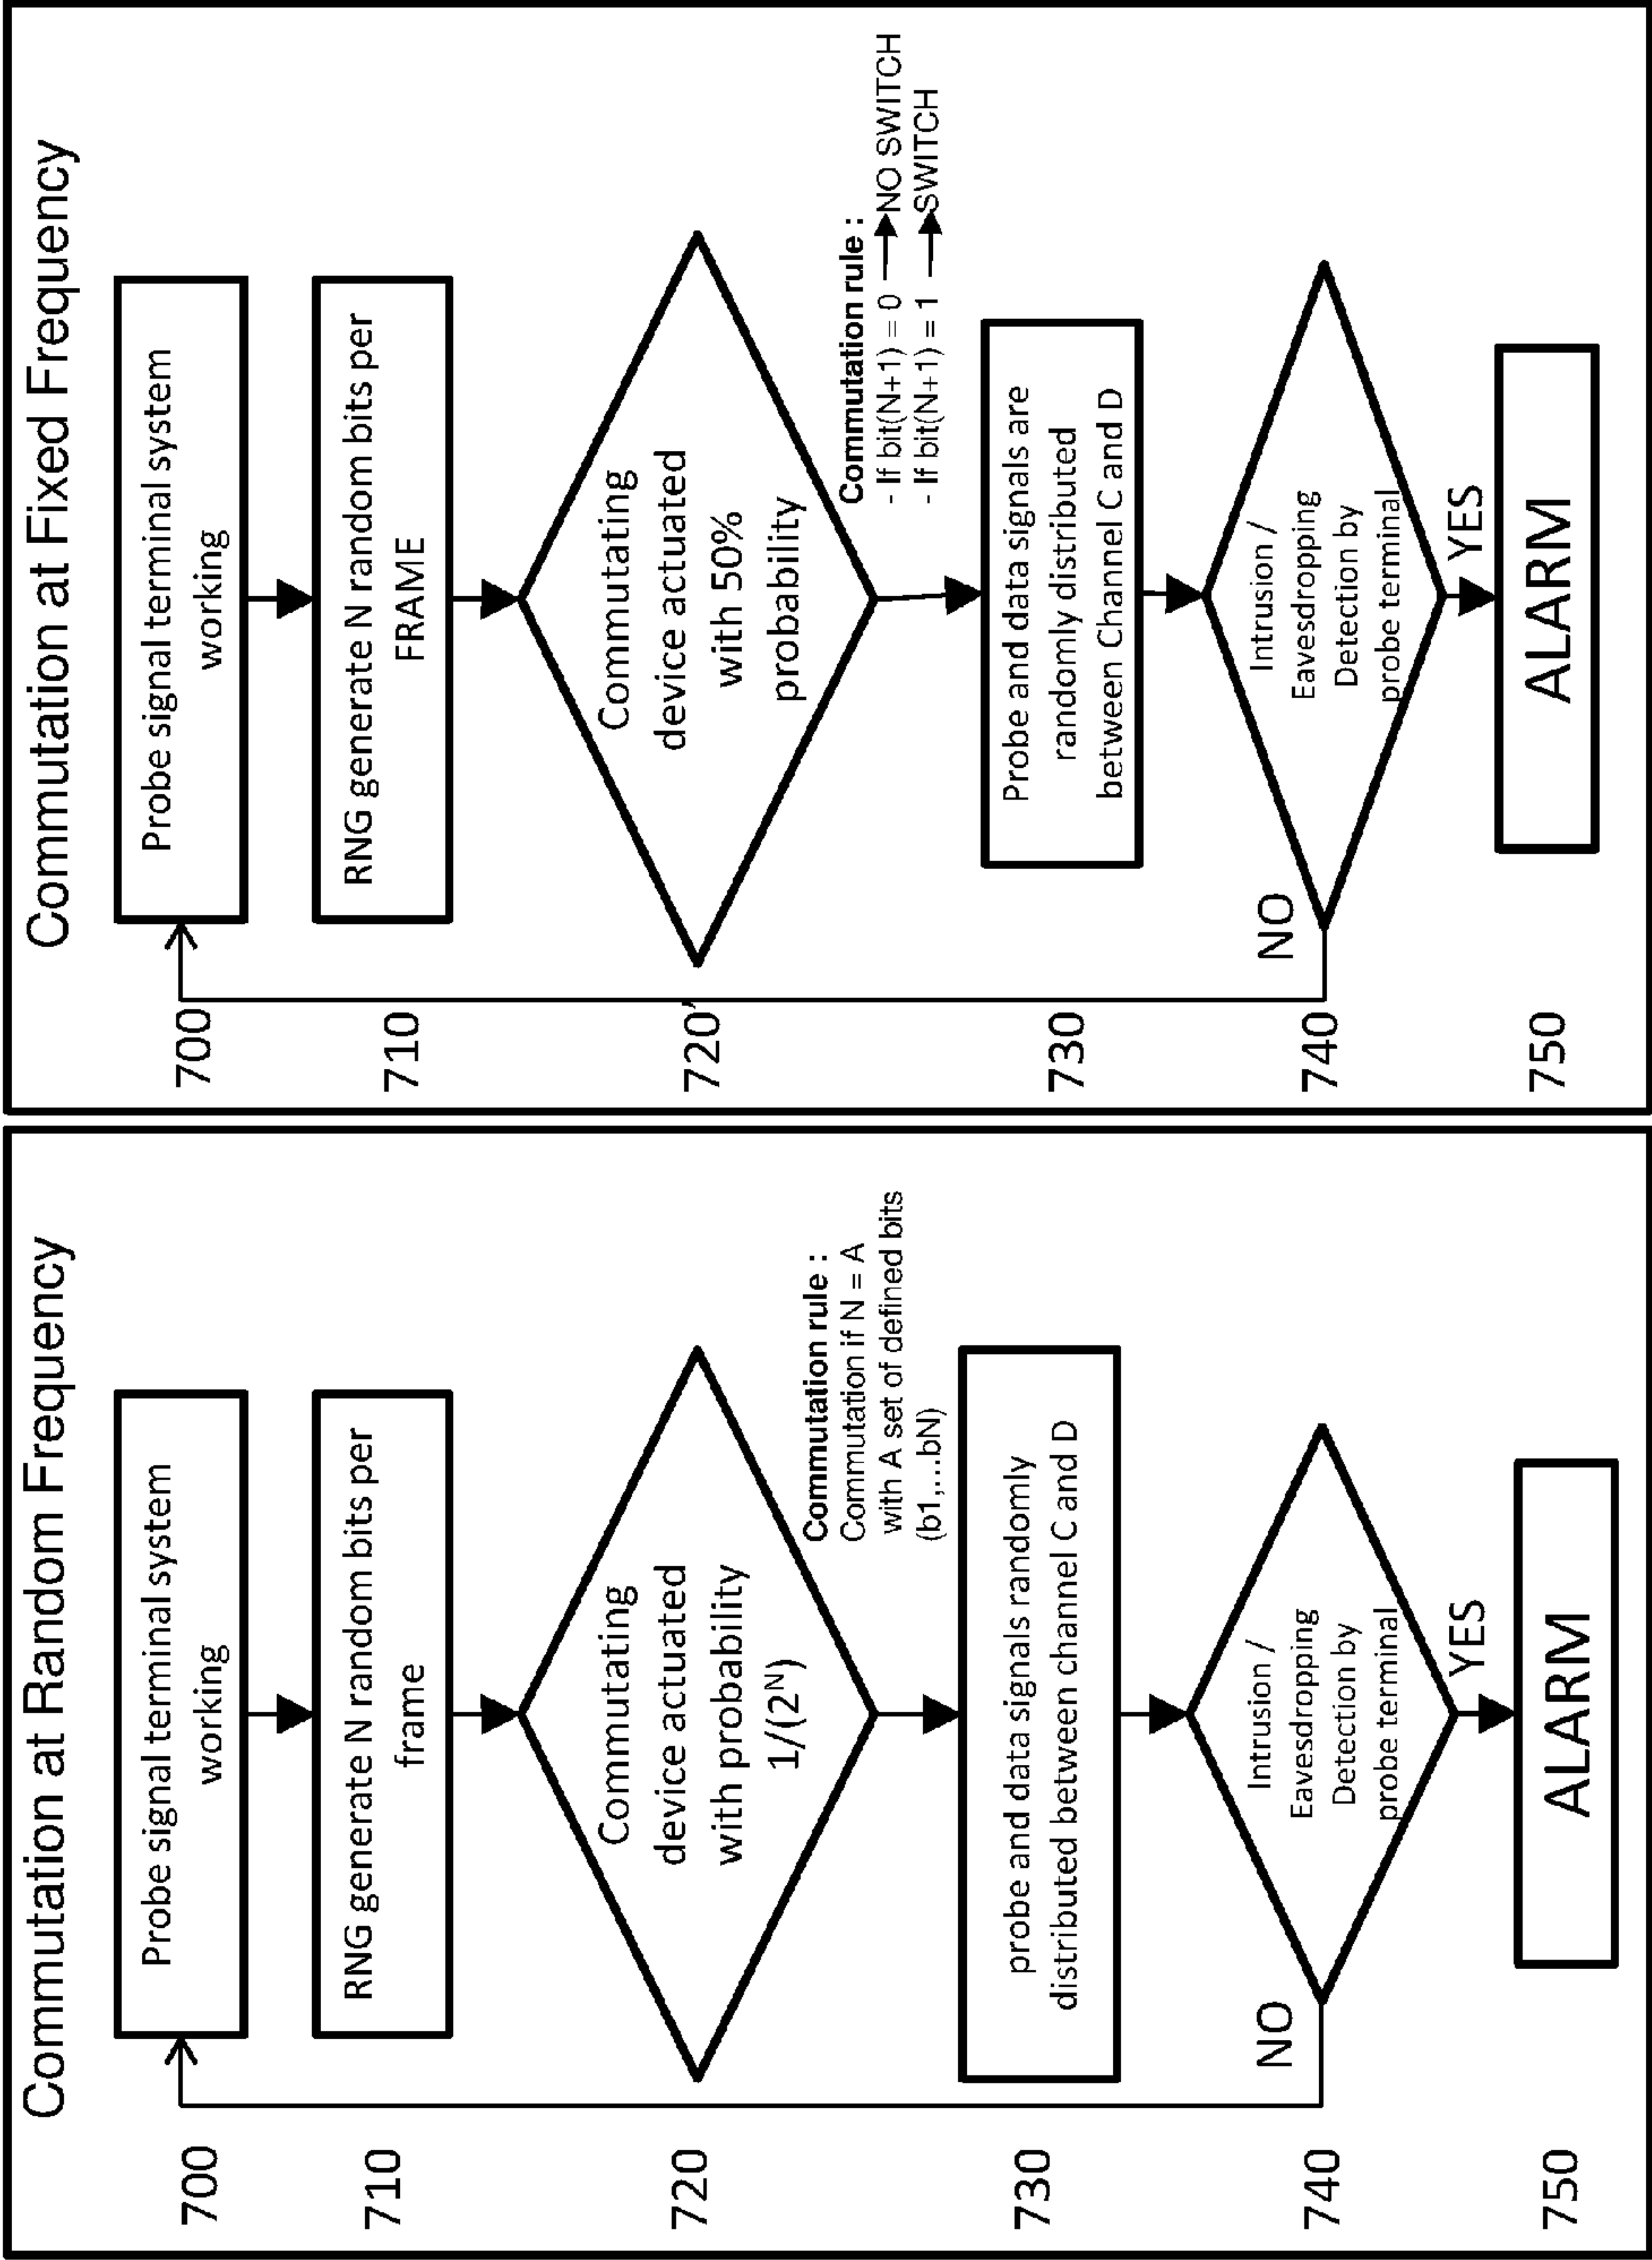 Commutation at Random Frequency
700
Probe signal terminal system
working
710
RNG generate N random bits per
frame
720
Commutating
device actuated
with probability
1/(2ᴺ)
Commutation rule :
Commutation if N = A
with A set of defined bits
(b1,...bN)
730
probe and data signals randomly
distributed between channel C and D
740
Intrusion /
Eavesdropping
Detection by
probe terminal
NO
YES
750
ALARM
Commutation at Fixed Frequency
700
Probe signal terminal system
working
710
RNG generate N random bits per
FRAME
720'
Commutating
device actuated
with 50%
probability
Commutation rule :
- If bit(N+1) = 0 → NO SWITCH
- If bit(N+1) = 1 → SWITCH
730
Probe and data signals are
randomly distributed
between Channel C and D
740
Intrusion /
Eavesdropping
Detection by
probe terminal
NO
YES
750
ALARM